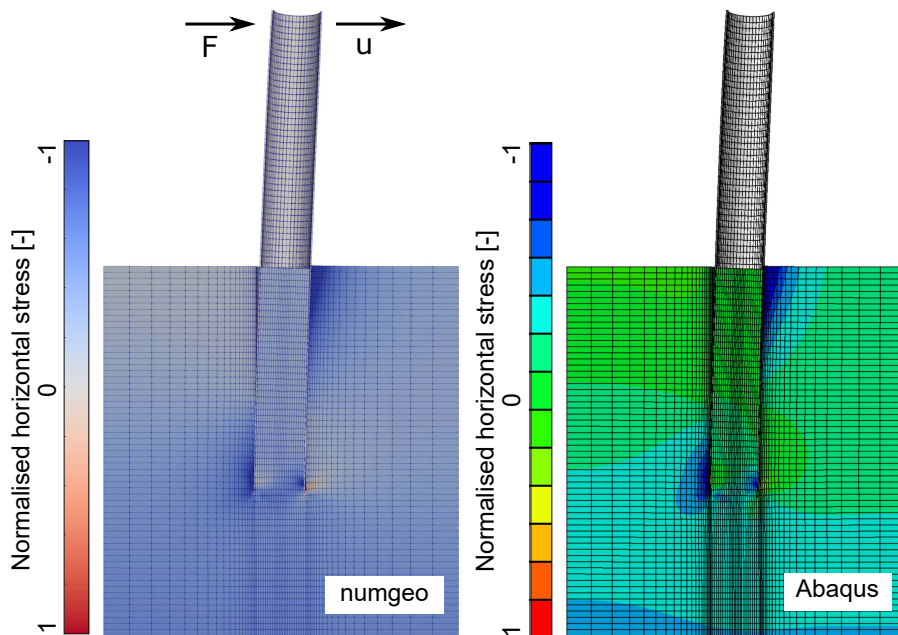 F
u
Normalised horizontal stress [-]
-1
0
1
numgeo
Normalised horizontal stress [-]
-1
0
1
Abaqus